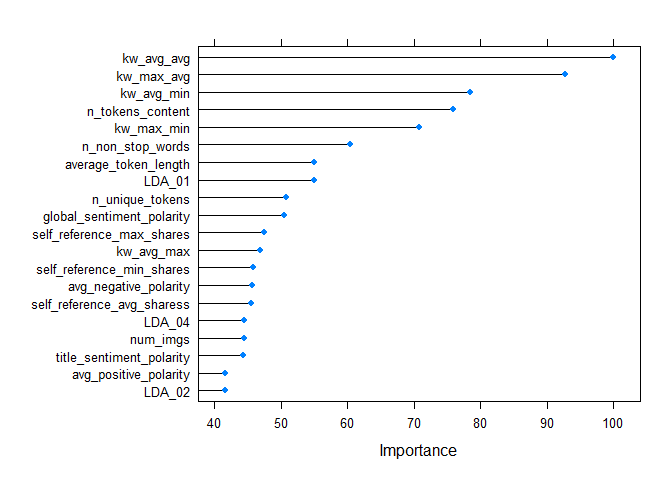 kw_avg_avg
kw_max_avg
kw_avg_min
n_tokens_content
kw_max_min
n_non_stop_words
average_token_length
LDA_01
n_unique_tokens
global_sentiment_polarity
self_reference_max_shares
kw_avg_max
self_reference_min_shares
avg_negative_polarity
self_reference_avg_sharess
LDA_04
num_imgs
title_sentiment_polarity
avg_positive_polarity
LDA_02
40 50 60 70 80 90 100
Importance